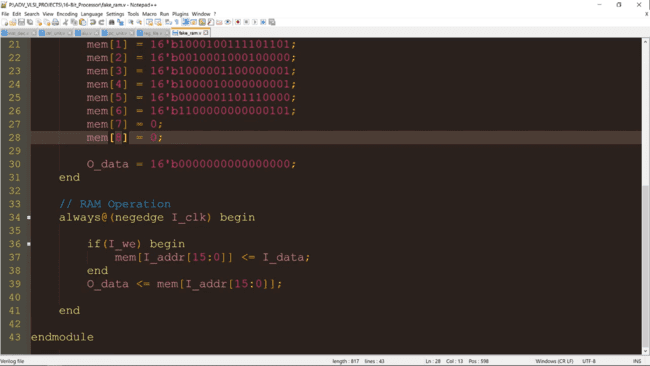 P:\ADV_VLSI_PROJECTS\16-Bit_Processor\fake_ram.v - Notepad++
File Edit Search View Encoding Language Settings Tools Macro Run Plugins Window ?
fake_ram.v
21 mem[1] = 16'b1000100111101101;
22 mem[2] = 16'b0010001000100000;
23 mem[3] = 16'b1000001100000001;
24 mem[4] = 16'b1000010000000001;
25 mem[5] = 16'b0000001101110000;
26 mem[6] = 16'b1100000000000101;
27 mem[7] = 0;
28 mem[8] = 0;
29
30 O_data = 16'b0000000000000000;
31 end
32
33 // RAM Operation
34 always@(negedge I_clk) begin
35
36 if(I_we) begin
37 mem[I_addr[15:0]] <= I_data;
38 end
39 O_data <= mem[I_addr[15:0]];
40
41 end
42
43 endmodule
Verilog file length : 817 lines : 43 Ln : 28 Col : 13 Pos : 598 Windows (CR LF) UTF-8 INS